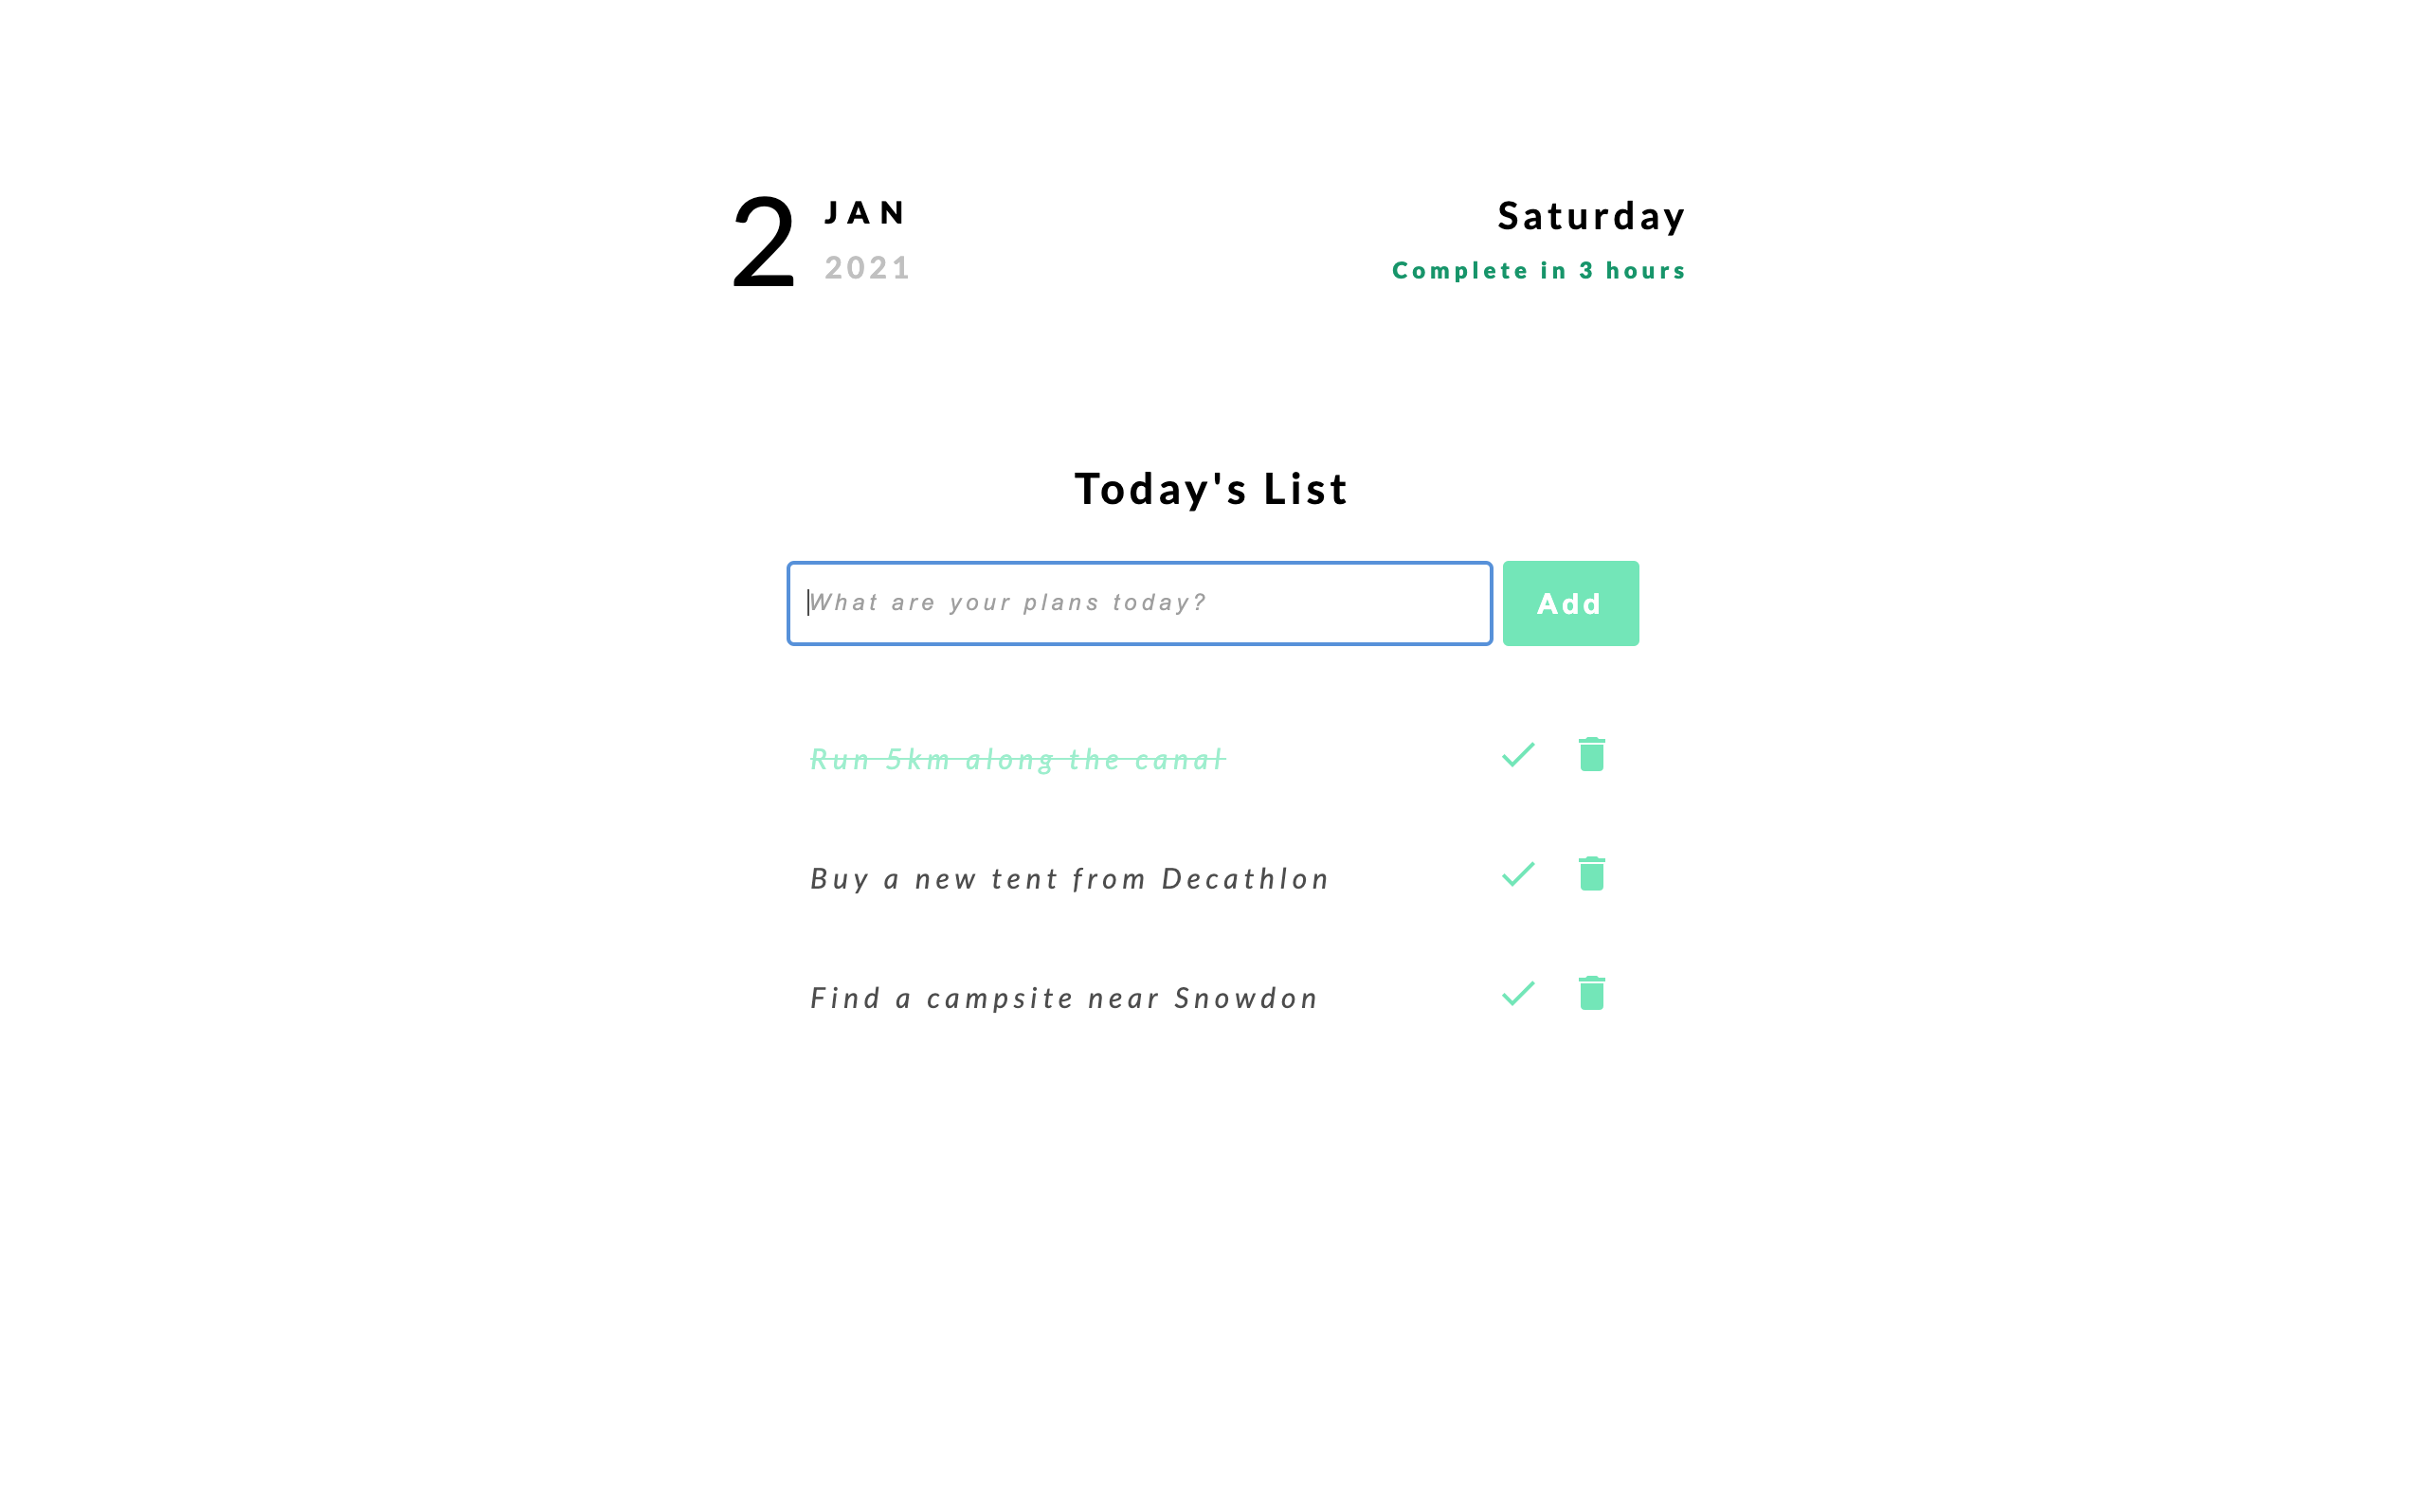 2
JAN
2021
Saturday
Complete in 3 hours
Today's List
What are your plans today?
Add
Run 5km along the canal
Buy a new tent from Decathlon
Find a campsite near Snowdon